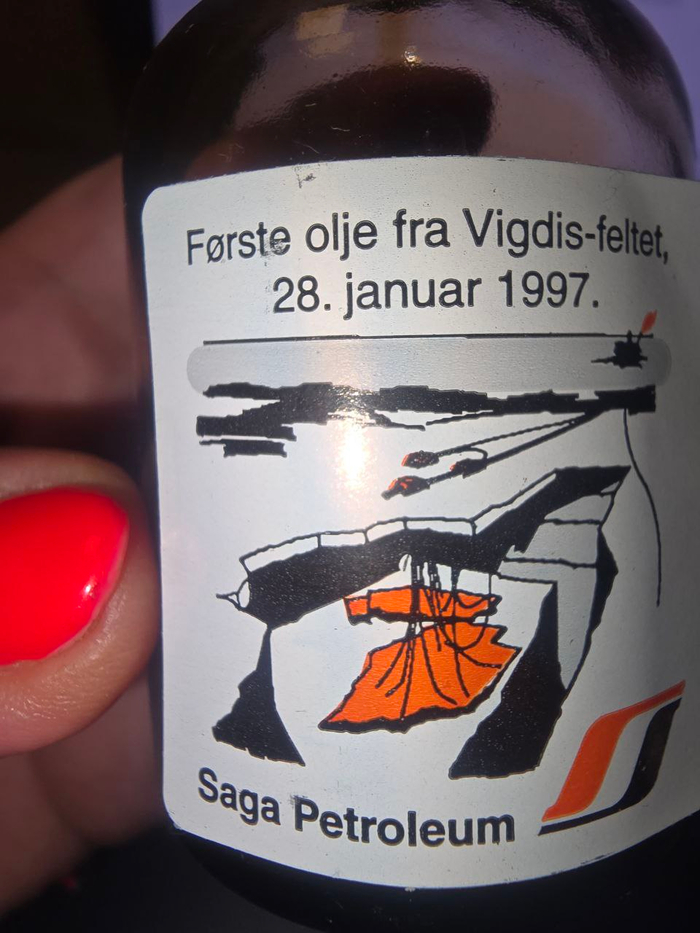 Første olje fra Vigdis-feltet,
28. januar 1997.
Saga Petroleum